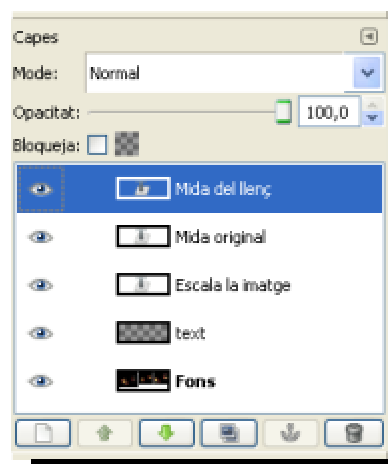 Capes
Mode: Normal
Opacitat: 100,0
Bloqueja:
Mida del llenç
Mida original
Escala la imatge
text
Fons